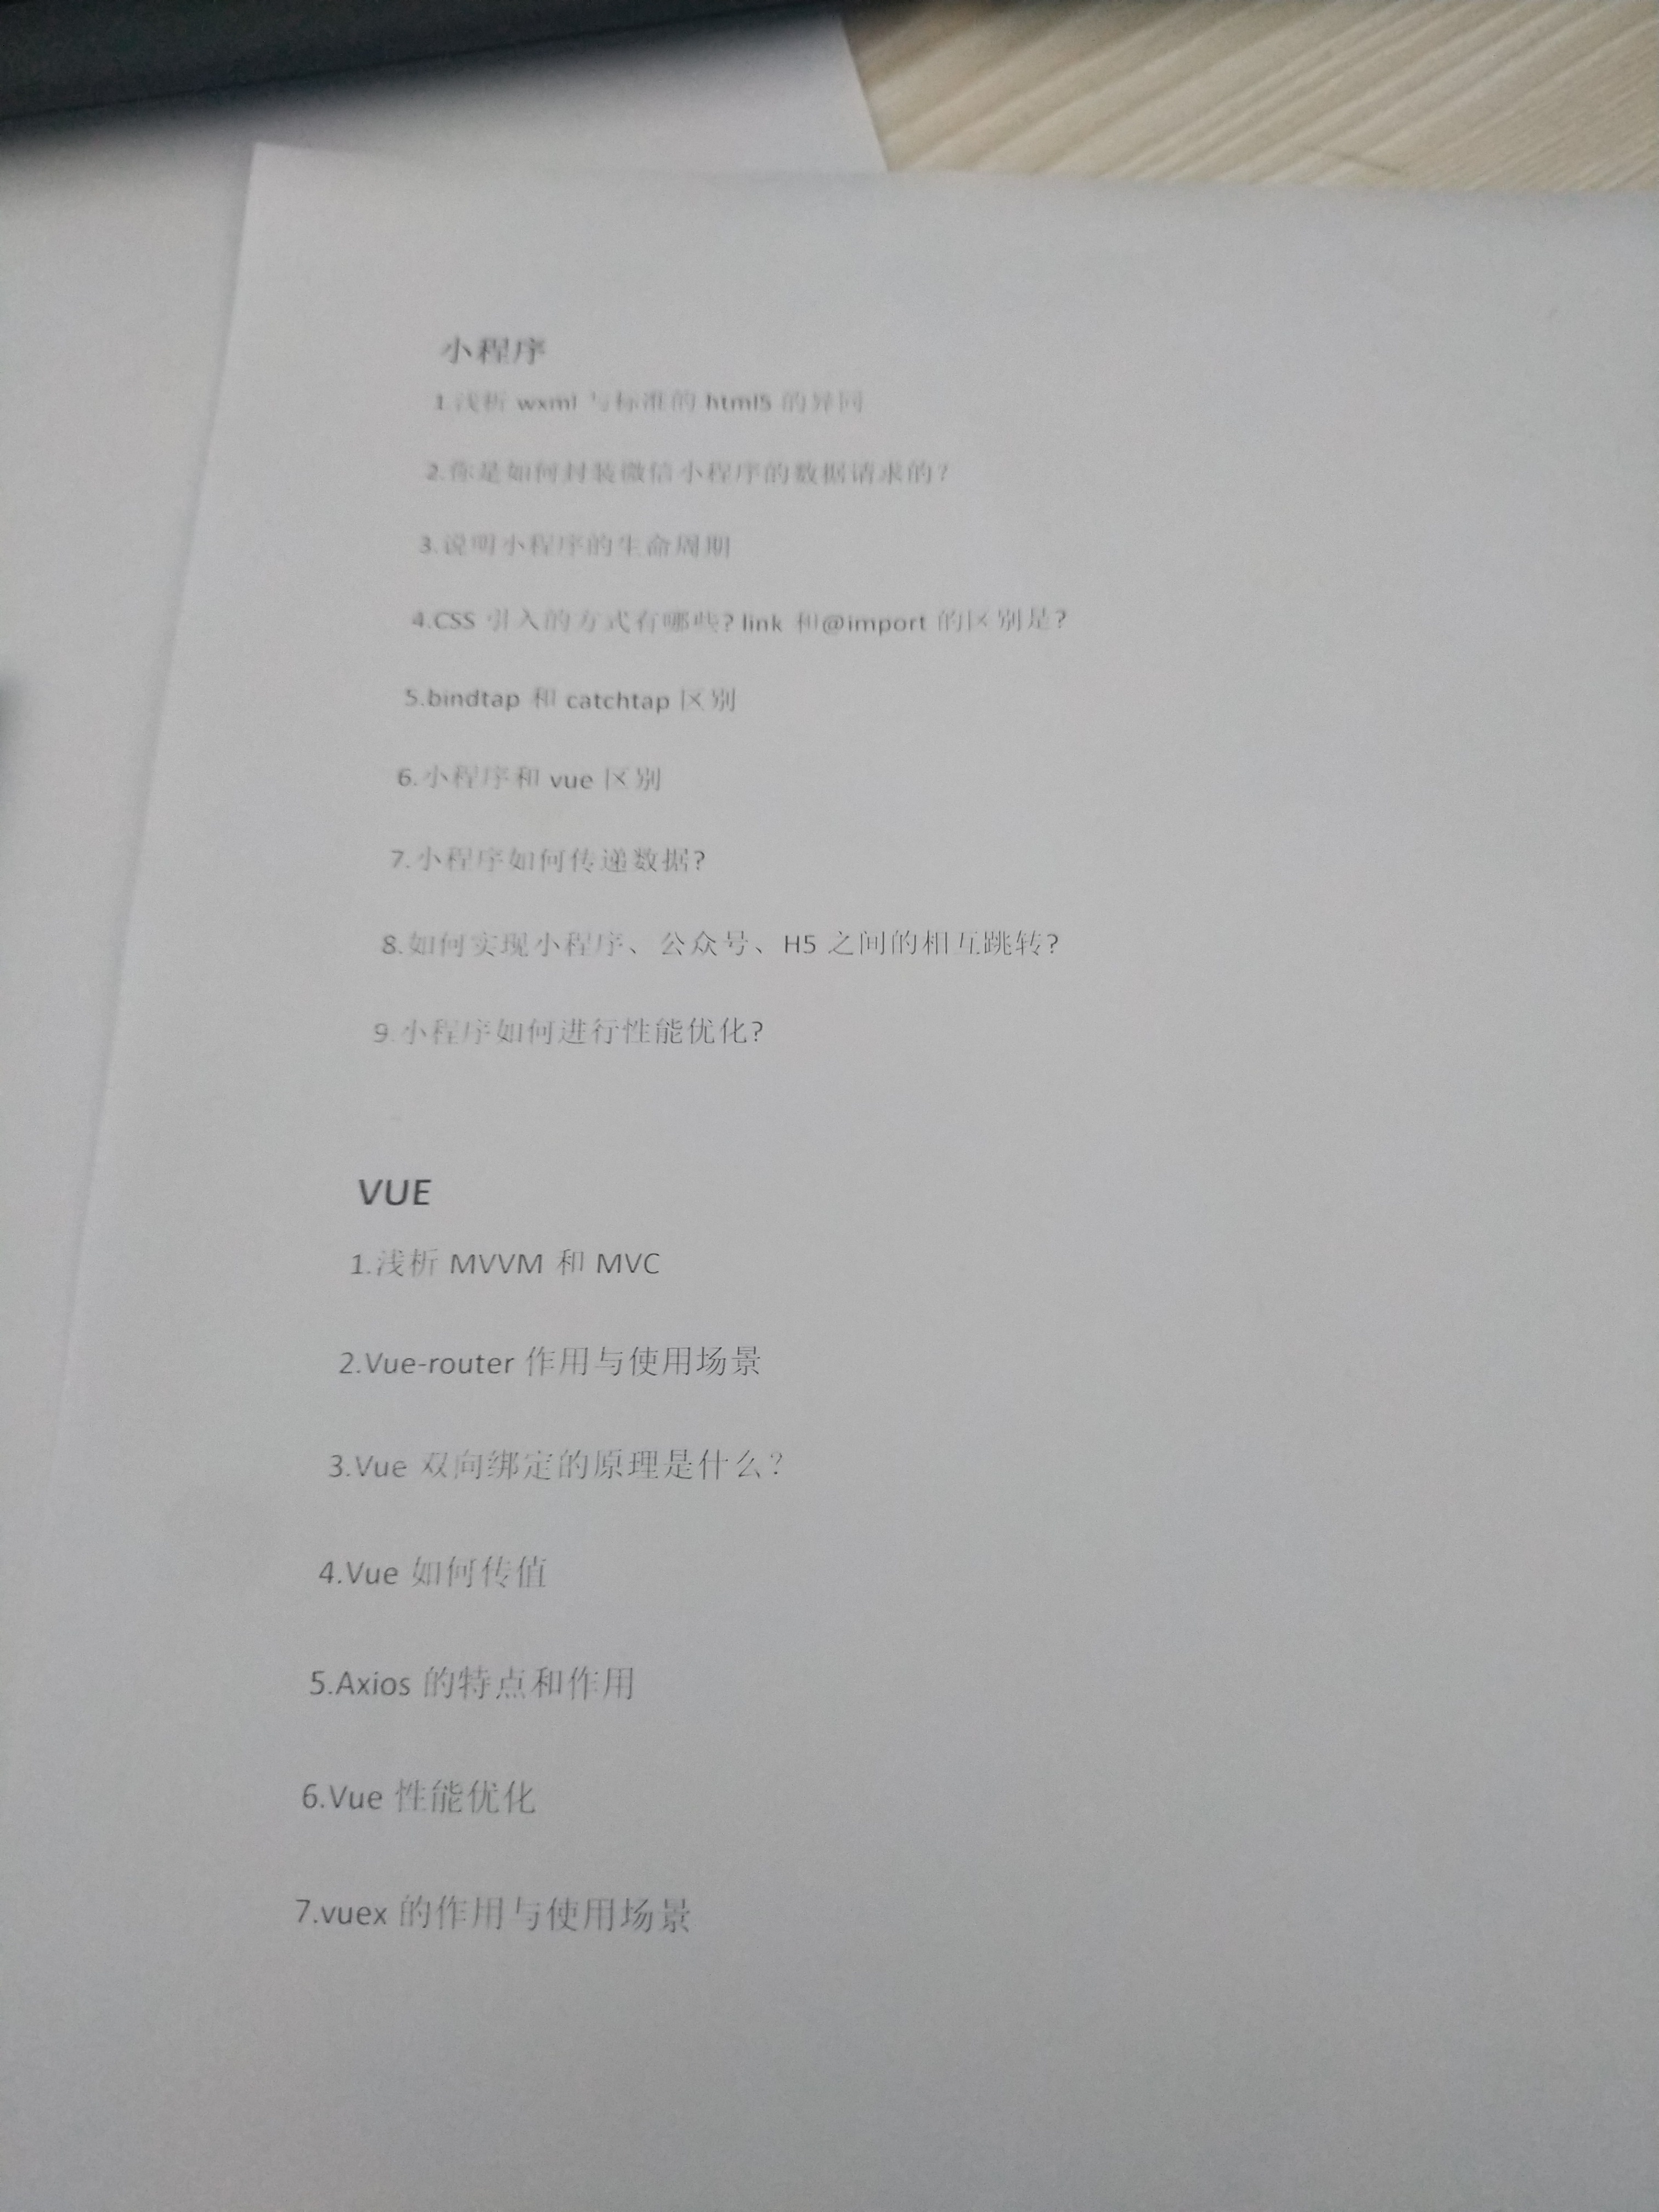 小程序
1.浅析 wxml 与标准的 html5 的异同
2.你是如何封装微信小程序的数据请求的？
3.说明小程序的生命周期
4.CSS 引入的方式有哪些? link 和@import 的区别是?
5.bindtap 和 catchtap 区别
6.小程序和 vue 区别
7.小程序如何传递数据?
8.如何实现小程序、公众号、H5 之间的相互跳转?
9.小程序如何进行性能优化?
VUE
1.浅析 MVVM 和 MVC
2.Vue-router 作用与使用场景
3.Vue 双向绑定的原理是什么？
4.Vue 如何传值
5.Axios 的特点和作用
6.Vue 性能优化
7.vuex 的作用与使用场景